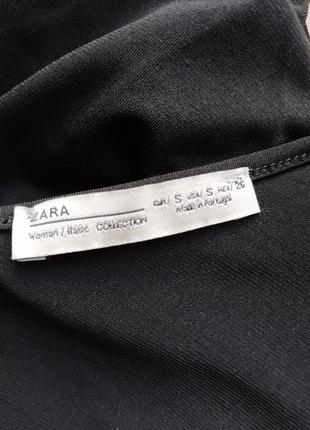 ZARA
Woman / Basic COLLECTION
EUR / S USA / S MEX / 26
Made in Portugal